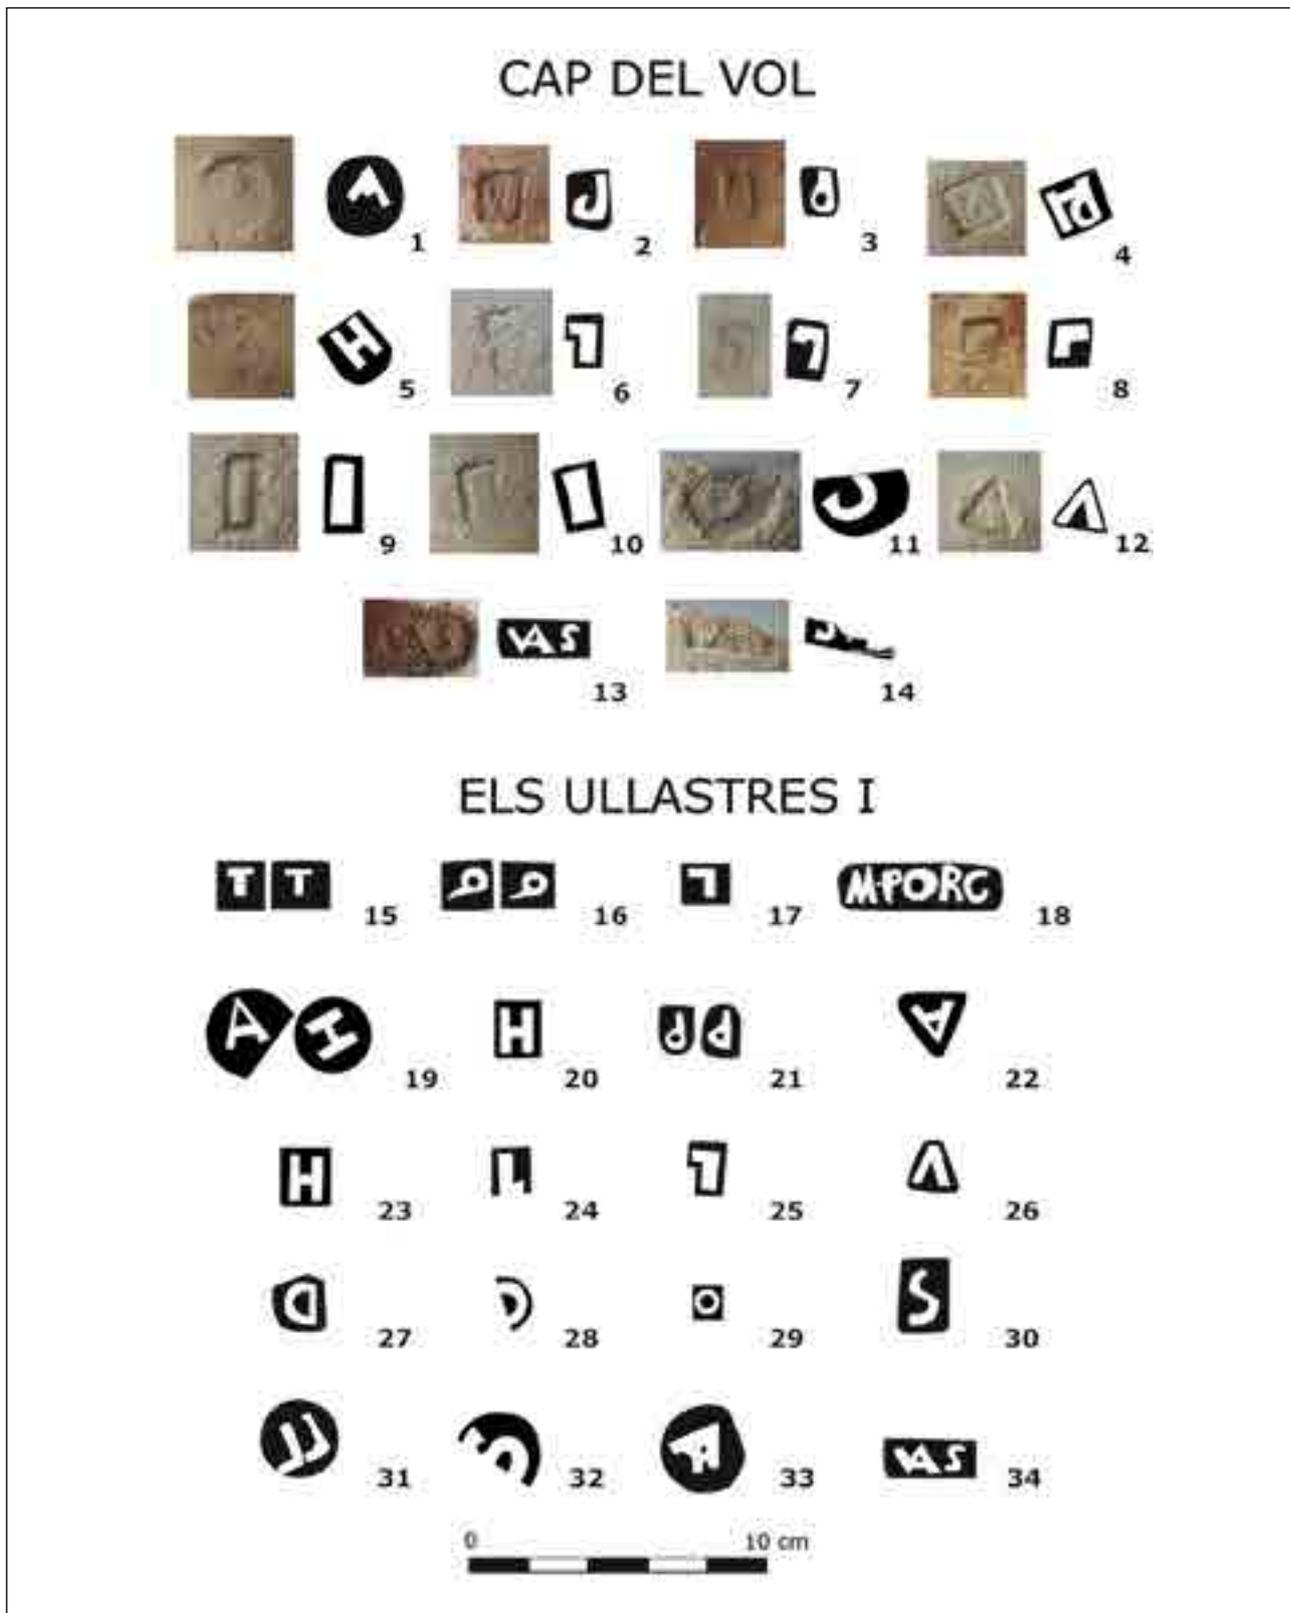 CAP DEL VOL
1 2 3 4
H 5 6 7 8
9 10 11 12
VAS 13 14
ELS ULLASTRES I
T T 15 16 17 M·PORC 18
A H 19 H 20 P P 21 A 22
H 23 24 25 26
D 27 28 O 29 S 30
31 32 33 VAS 34
0 10 cm